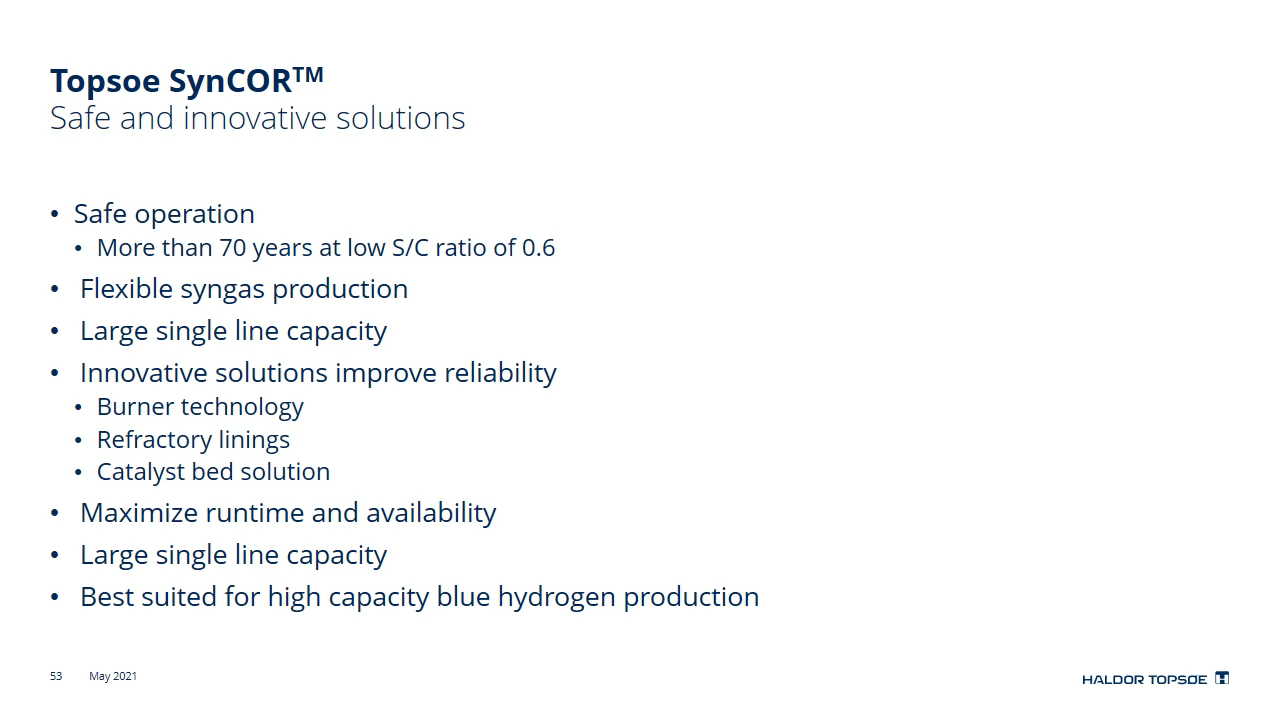 Topsoe SynCOR™
Safe and innovative solutions
• Safe operation
• More than 70 years at low S/C ratio of 0.6
• Flexible syngas production
• Large single line capacity
• Innovative solutions improve reliability
• Burner technology
• Refractory linings
• Catalyst bed solution
• Maximize runtime and availability
• Large single line capacity
• Best suited for high capacity blue hydrogen production
53 May 2021
HALDOR TOPSØE